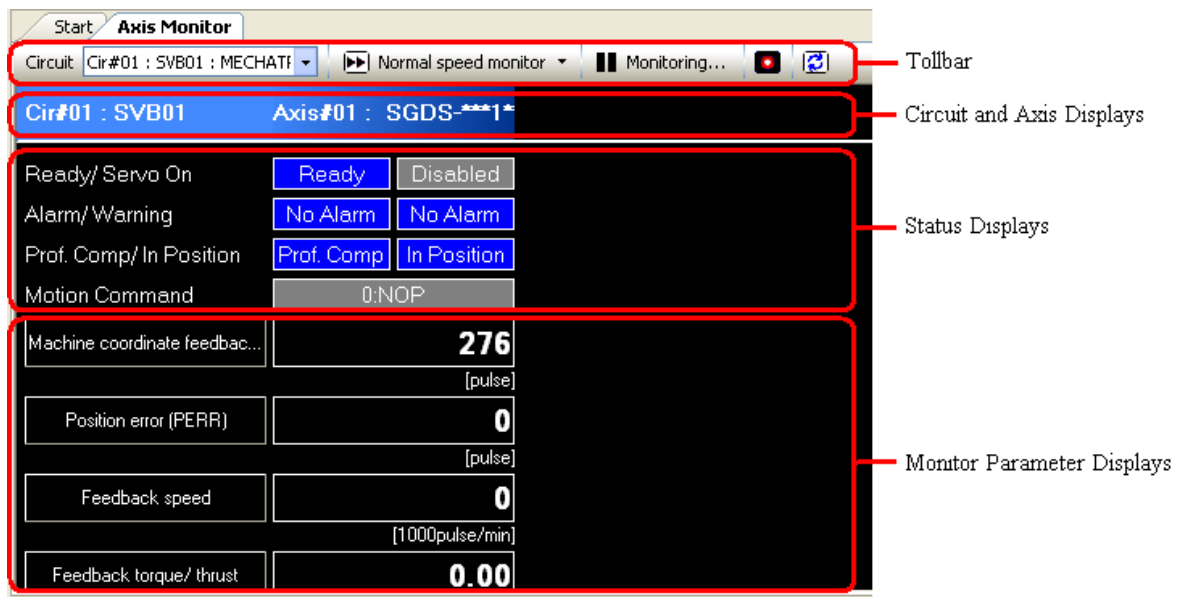 Start Axis Monitor
Circuit Cir#01 : SVB01 : MECHATF Normal speed monitor Monitoring... Tollbar
Cir#01 : SVB01 Axis#01 : SGDS-***1* Circuit and Axis Displays
Ready/ Servo On Ready Disabled
Alarm/ Warning No Alarm No Alarm Status Displays
Prof. Comp/ In Position Prof. Comp In Position
Motion Command 0:NOP
Machine coordinate feedbac... 276
[pulse]
Position error (PERR) 0
[pulse] Monitor Parameter Displays
Feedback speed 0
[1000pulse/min]
Feedback torque/ thrust 0.00